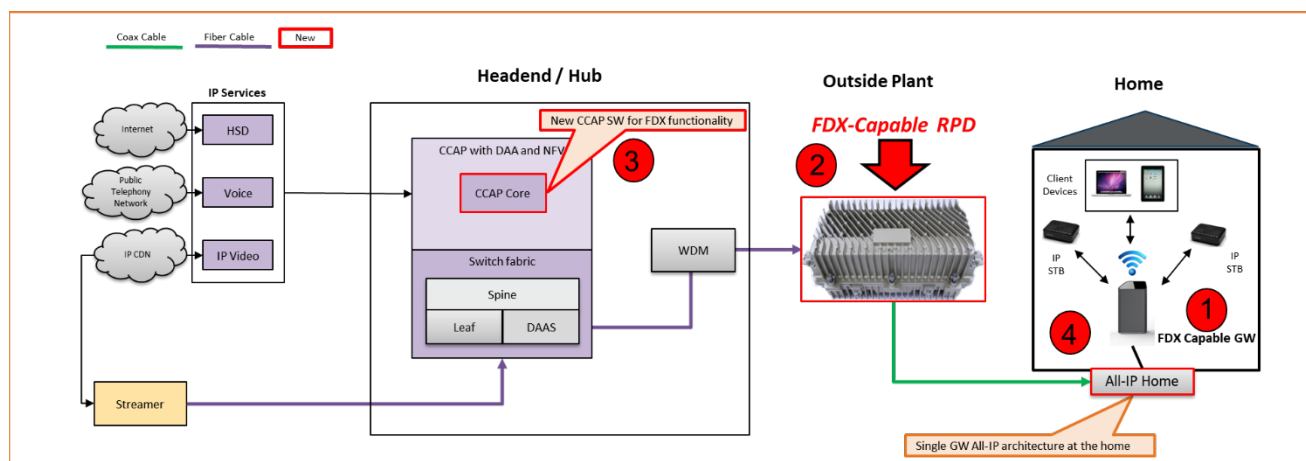 Coax Cable
Fiber Cable
New
Headend / Hub
Outside Plant
Home
IP Services
FDX-Capable RPD
Internet
HSD
New CCAP SW for FDX functionality
CCAP with DAA and NFV
3
2
Public
Telephony
Network
Voice
CCAP Core
Client
Devices
IP CDN
IP Video
Switch fabric
WDM
IP
STB
IP
STB
Spine
Leaf
DAAS
1
4
FDX Capable GW
All-IP Home
Streamer
Single GW All-IP architecture at the home